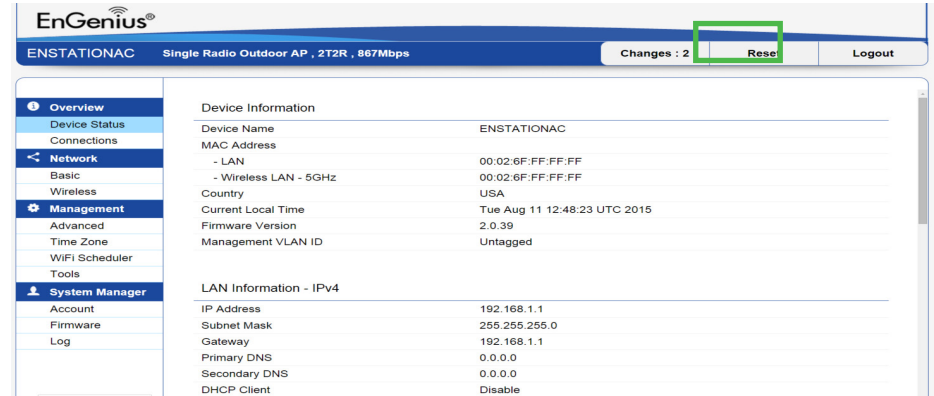 EnGenius®
ENSTATIONAC Single Radio Outdoor AP , 2T2R , 867Mbps Changes : 2 Reset Logout
Overview
Device Status
Connections
Network
Basic
Wireless
Management
Advanced
Time Zone
WiFi Scheduler
Tools
System Manager
Account
Firmware
Log
Device Information
Device Name ENSTATIONAC
MAC Address
- LAN 00:02:6F:FF:FF:FF
- Wireless LAN - 5GHz 00:02:6F:FF:FF:FF
Country USA
Current Local Time Tue Aug 11 12:48:23 UTC 2015
Firmware Version 2.0.39
Management VLAN ID Untagged
LAN Information - IPv4
IP Address 192.168.1.1
Subnet Mask 255.255.255.0
Gateway 192.168.1.1
Primary DNS 0.0.0.0
Secondary DNS 0.0.0.0
DHCP Client Disable